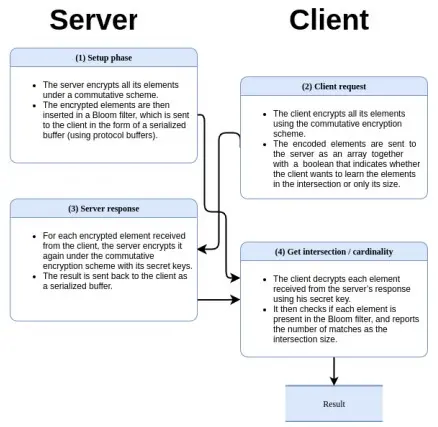 Server
Client
(1) Setup phase
The server encrypts all its elements
under a commutative scheme.
The encrypted elements are then
inserted in a Bloom filter, which is sent
to the client in the form of a serialized
buffer (using protocol buffers).
(2) Client request
The client encrypts all its elements
using the commutative encryption
scheme.
The encoded elements are sent to
the server as an array together
with a boolean that indicates whether
the client wants to learn the elements
in the intersection or only its size.
(3) Server response
For each encrypted element received
from the client, the server encrypts it
again under the commutative
encryption scheme with its secret keys.
The result is sent back to the client as
a serialized buffer.
(4) Get intersection / cardinality
The client decrypts each element
received from the server's response
using his secret key.
It then checks if each element is
present in the Bloom filter, and reports
the number of matches as the
intersection size.
Result